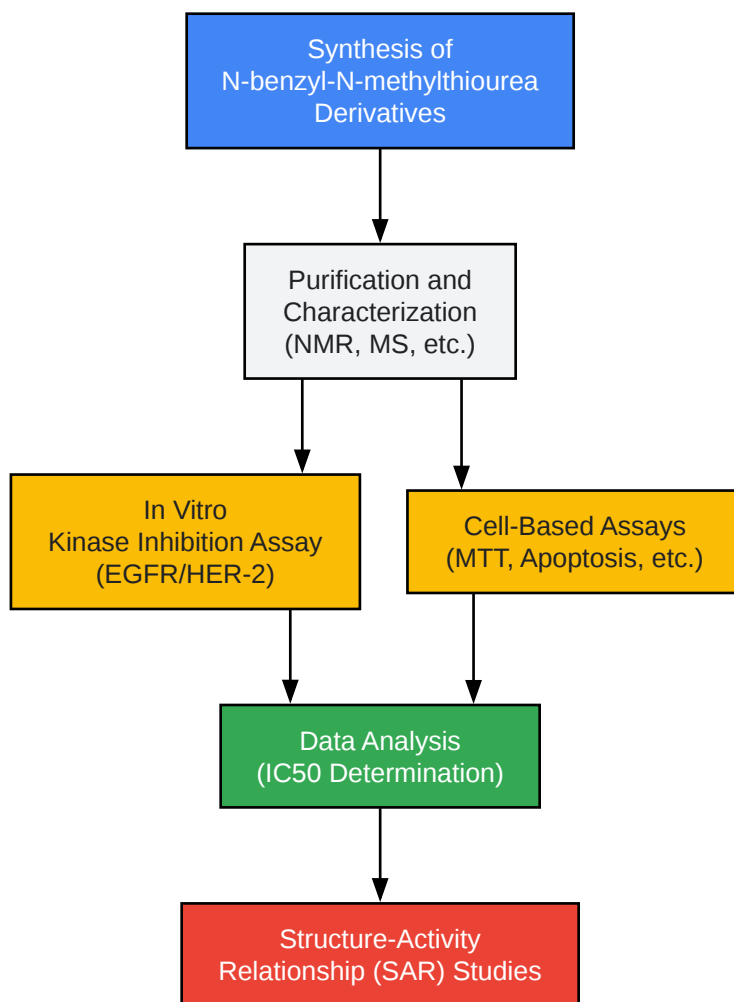 Synthesis of
N-benzyl-N-methylthiourea
Derivatives
Purification and
Characterization
(NMR, MS, etc.)
In Vitro
Kinase Inhibition Assay
(EGFR/HER-2)
Cell-Based Assays
(MTT, Apoptosis, etc.)
Data Analysis
(IC50 Determination)
Structure-Activity
Relationship (SAR) Studies